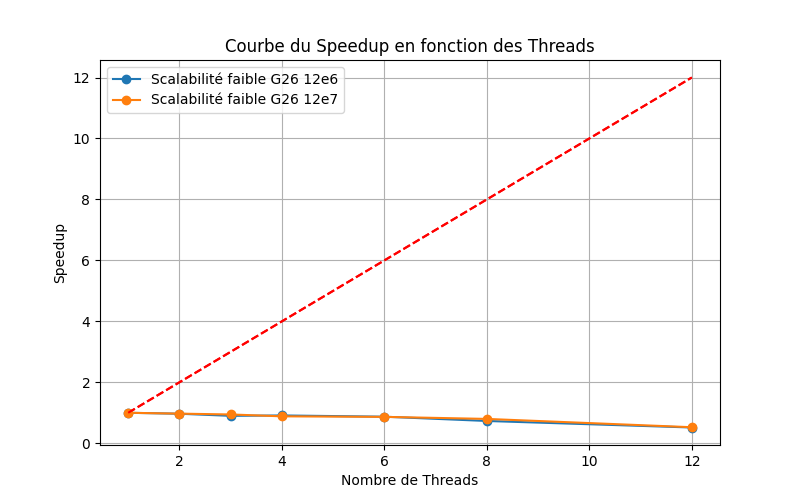 Courbe du Speedup en fonction des Threads
Scalabilité faible G26 12e6
Scalabilité faible G26 12e7
12
10
8
6
4
2
0
Speedup
2 4 6 8 10 12
Nombre de Threads